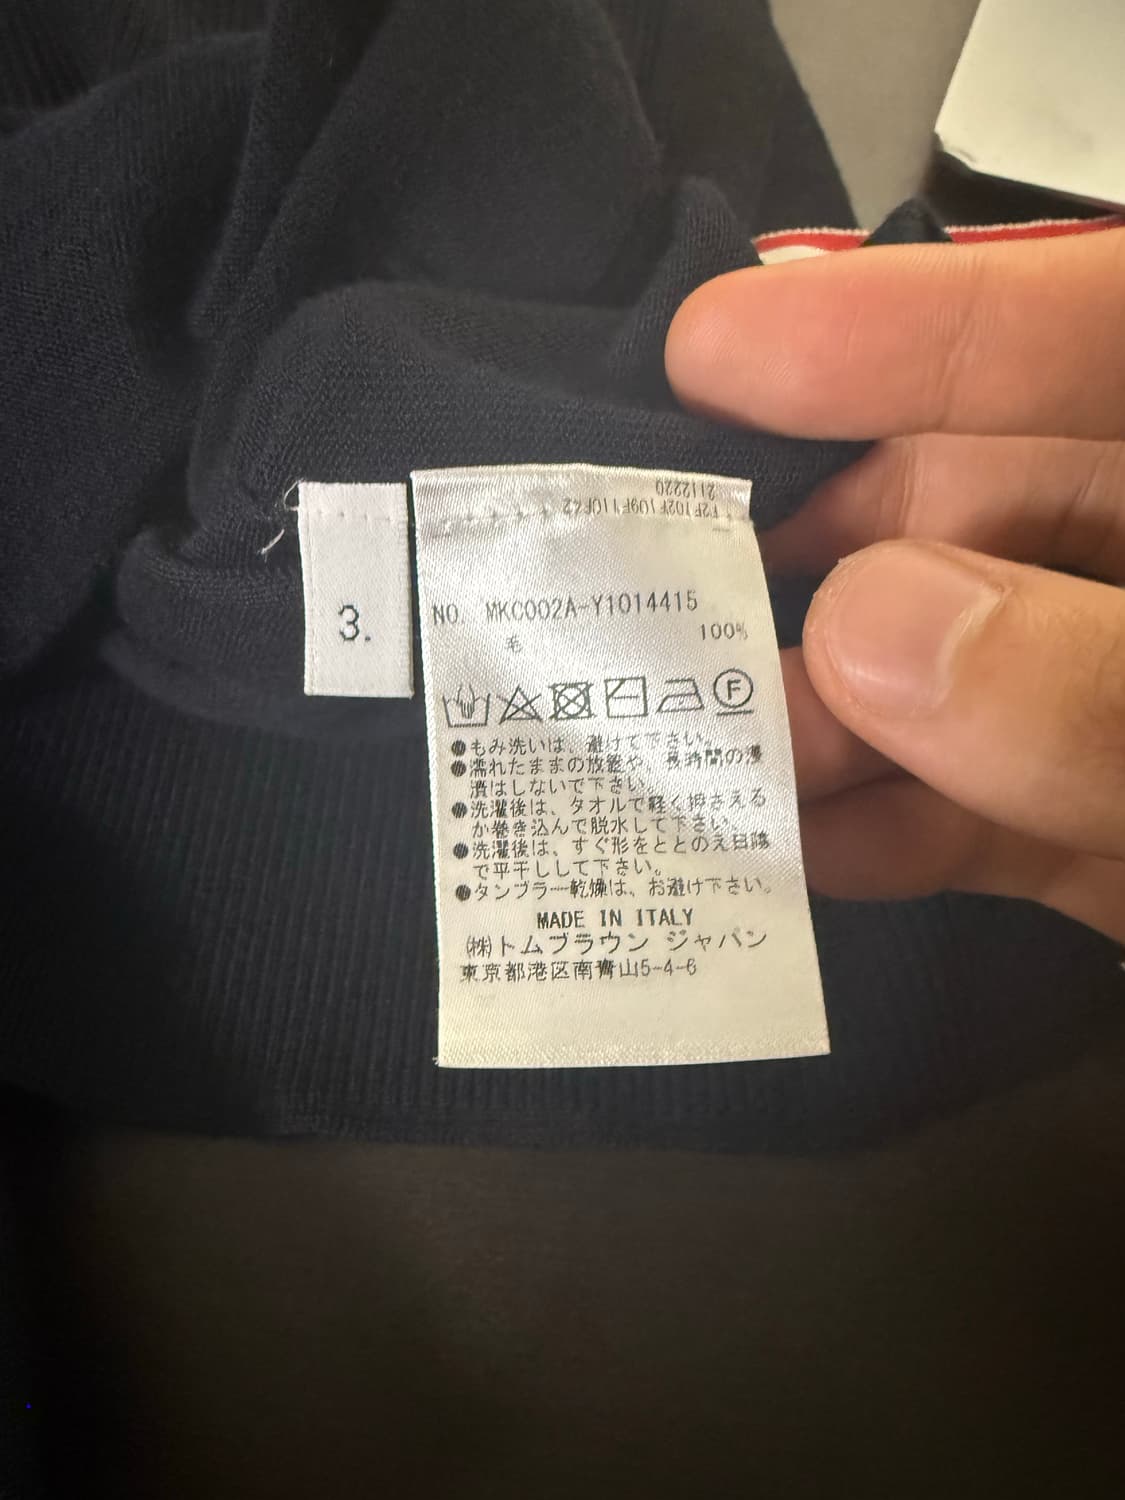 2112220
3.
NO. MKC002A-Y1014415
毛 100%
F
●もみ洗いは、避けて下さい。
●濡れたままの放置や、長時間の浸
漬はしないで下さい。
●洗濯後は、タオルで軽く押さえる
か巻き込んで脱水して下さい。
●洗濯後は、すぐ形をととのえ日陰
で平干しして下さい。
●タンブラー乾燥は、お避け下さい。
MADE IN ITALY
(株)トムブラウン ジャパン
東京都港区南青山5-4-6